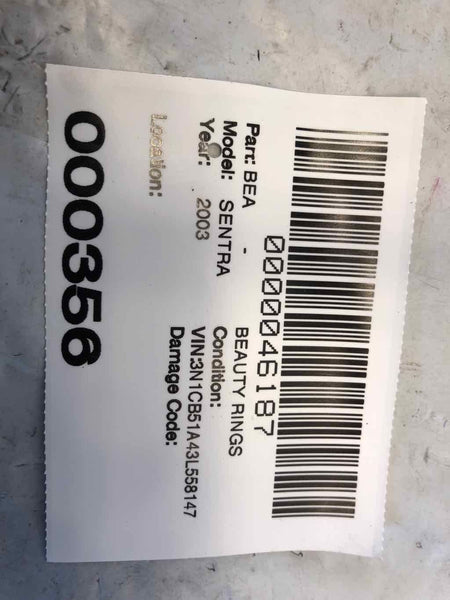 0000046187
Part: BEA - BEAUTY RINGS
Model: SENTRA Condition:
Year: 2003 VIN:3N1CB51A43L558147
Damage Code:
Location:
000356